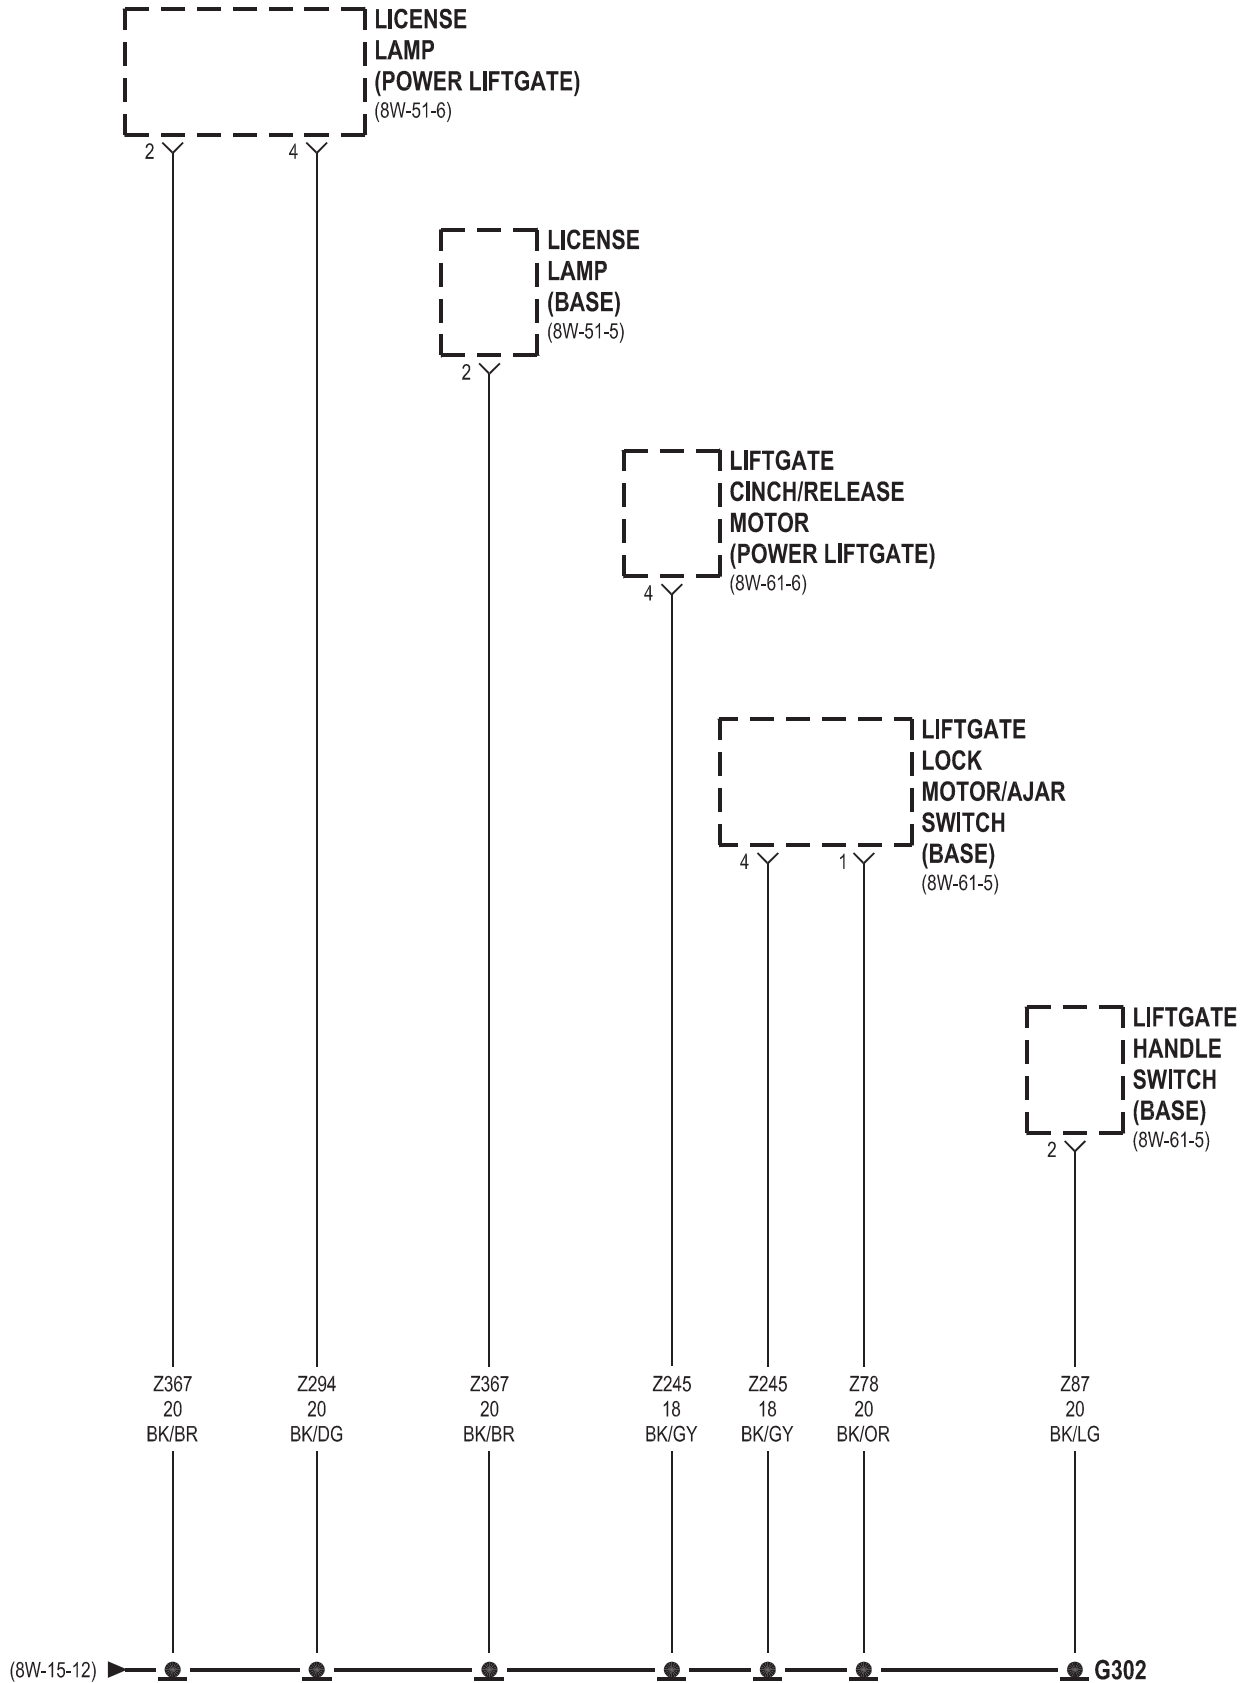 LICENSE
LAMP
(POWER LIFTGATE)
(8W-51-6)
2
4
LICENSE
LAMP
(BASE)
(8W-51-5)
2
LIFTGATE
CINCH/RELEASE
MOTOR
(POWER LIFTGATE)
(8W-61-6)
4
LIFTGATE
LOCK
MOTOR/AJAR
SWITCH
(BASE)
(8W-61-5)
4
1
LIFTGATE
HANDLE
SWITCH
(BASE)
(8W-61-5)
2
Z367
20
BK/BR
Z294
20
BK/DG
Z367
20
BK/BR
Z245
18
BK/GY
Z245
18
BK/GY
Z78
20
BK/OR
Z87
20
BK/LG
(8W-15-12)
G302